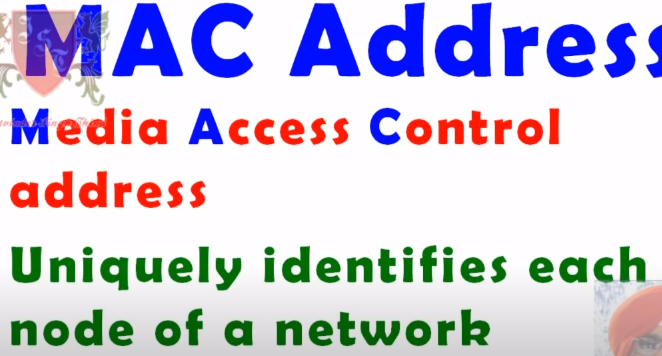 MAC Address
Media Access Control
address
Uniquely identifies each
node of a network